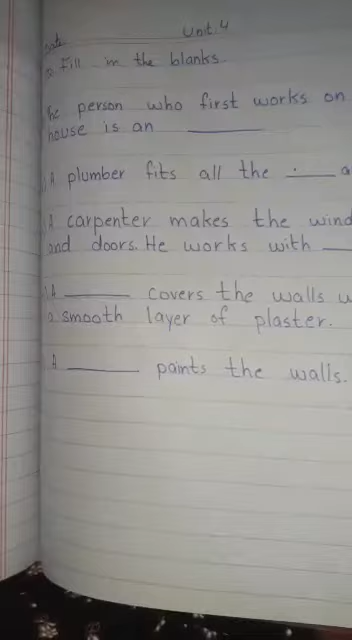 Date Unit. 4
Fill in the blanks.
The person who first works on
house is an
A plumber fits all the
A carpenter makes the wind
and doors. He works with
A covers the walls w
a smooth layer of plaster.
A paints the walls.